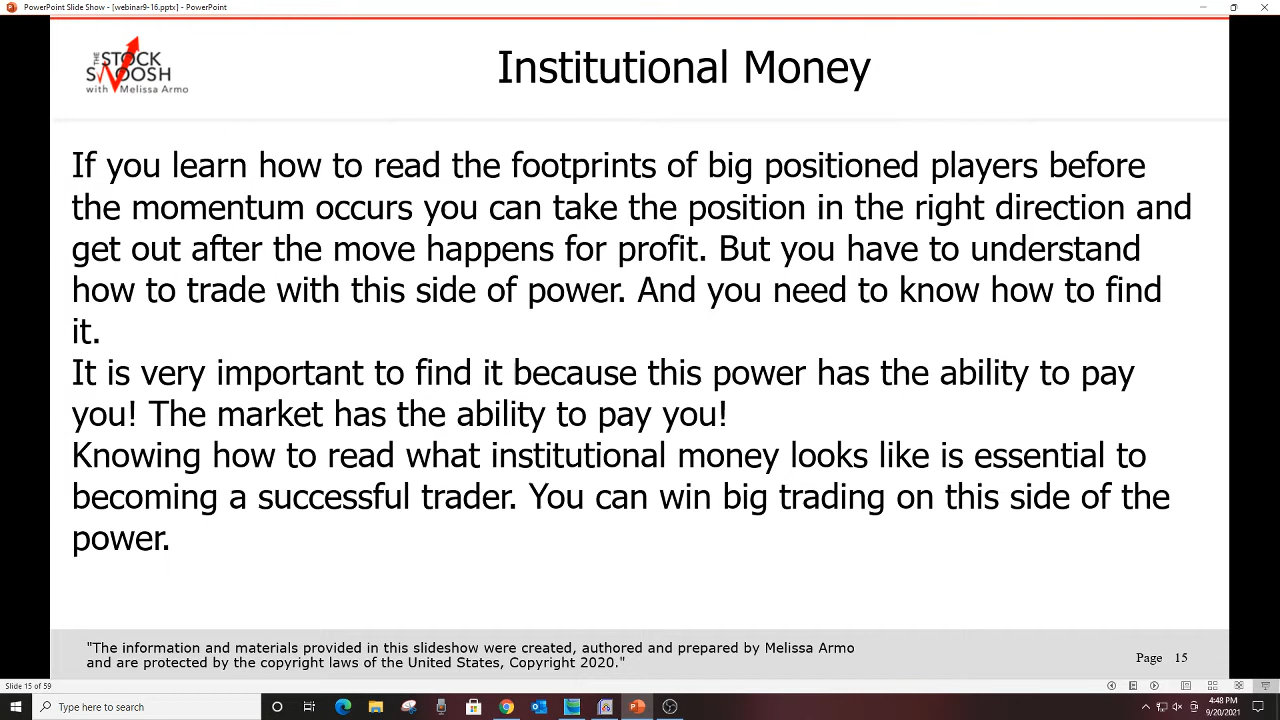 PowerPoint Slide Show - [webinar9-16.pptx] - PowerPoint
THE
STOCK
SWOOSH
with Melissa Armo
Institutional Money
If you learn how to read the footprints of big positioned players before
the momentum occurs you can take the position in the right direction and
get out after the move happens for profit. But you have to understand
how to trade with this side of power. And you need to know how to find
it.
It is very important to find it because this power has the ability to pay
you! The market has the ability to pay you!
Knowing how to read what institutional money looks like is essential to
becoming a successful trader. You can win big trading on this side of the
power.
"The information and materials provided in this slideshow were created, authored and prepared by Melissa Armo
and are protected by the copyright laws of the United States, Copyright 2020."
Page 15
Slide 15 of 59
Type here to search
4:48 PM
9/20/2021